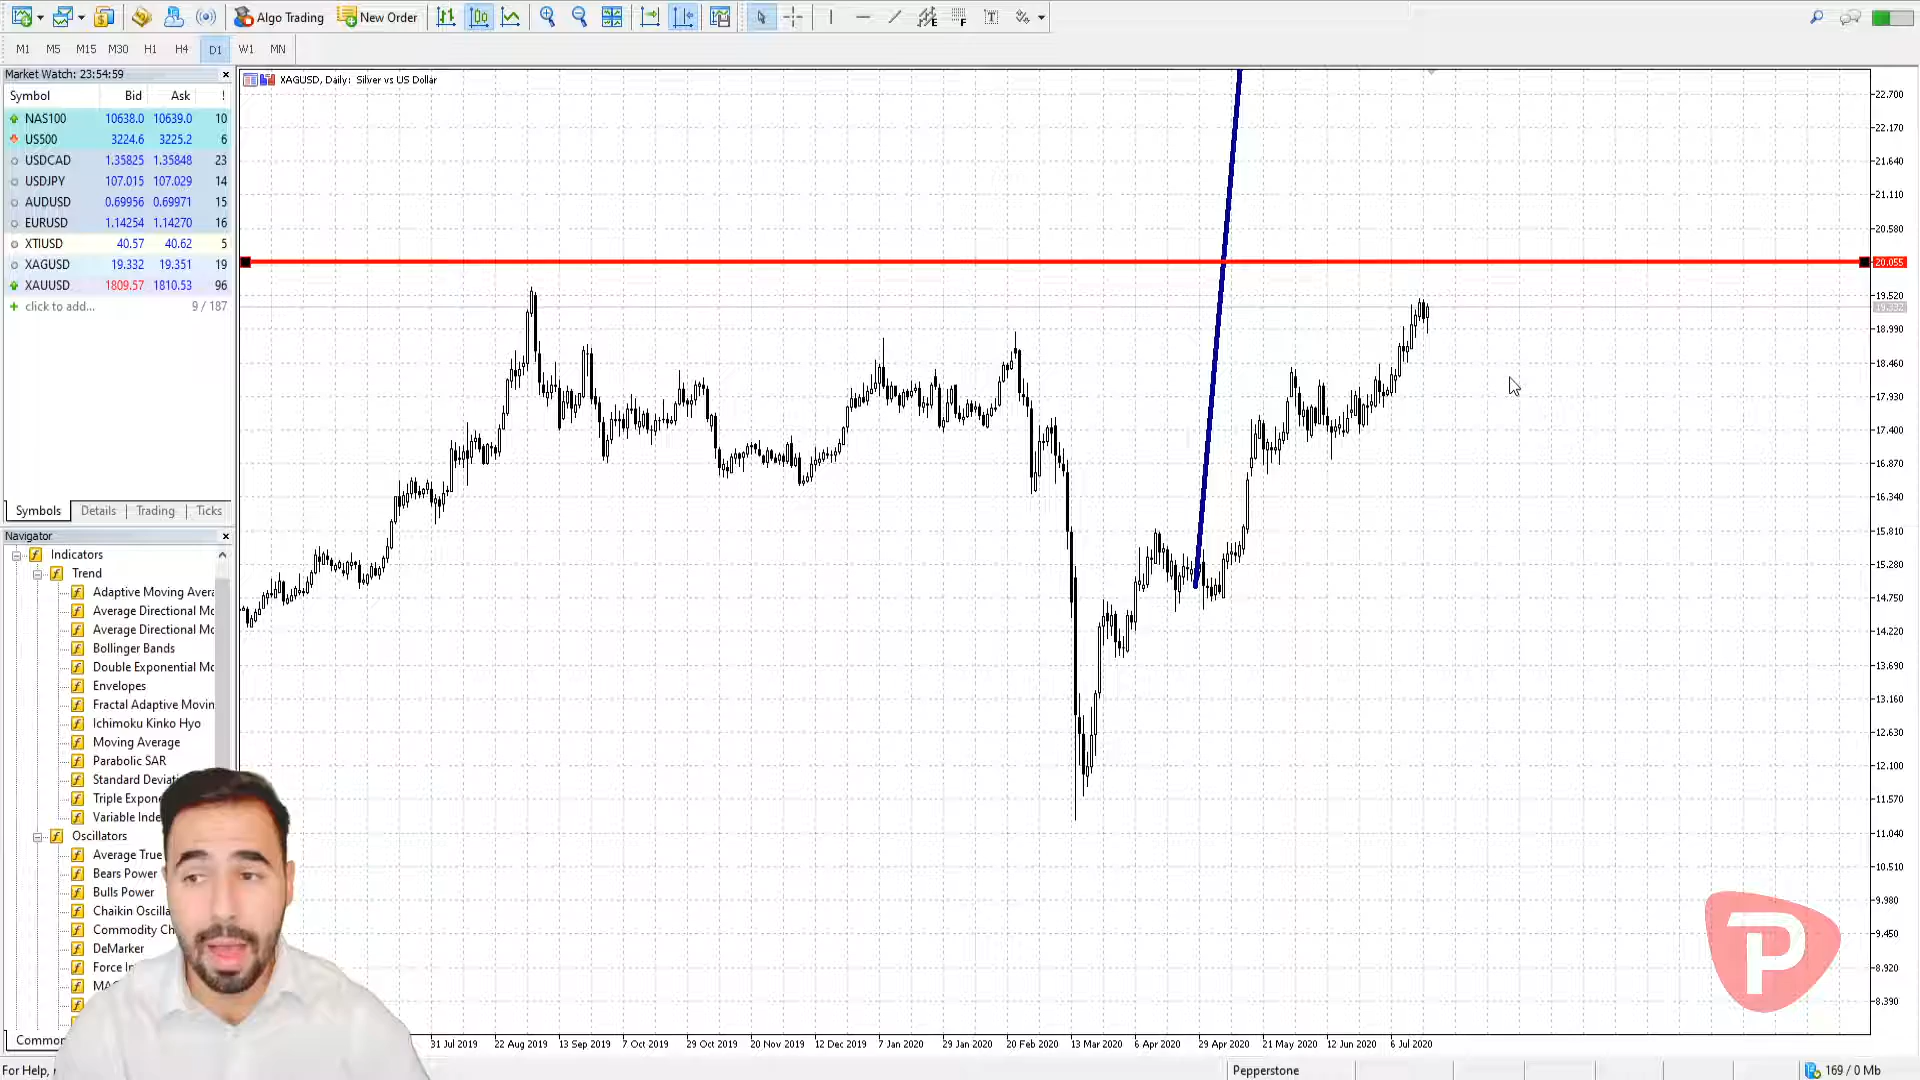 Algo Trading
New Order
E
F
T
M1 M5 M15 M30 H1 H4 D1 W1 MN
Market Watch: 23:54:59
Symbol Bid Ask !
NAS100 10638.0 10639.0 10
US500 3224.6 3225.2 6
USDCAD 1.35825 1.35848 23
USDJPY 107.015 107.029 14
AUDUSD 0.69956 0.69971 15
EURUSD 1.14254 1.14270 16
XTIUSD 40.57 40.62 5
XAGUSD 19.332 19.351 19
XAUUSD 1809.57 1810.53 96
click to add... 9 / 187
Symbols Details Trading Ticks
Navigator
Indicators
Trend
Adaptive Moving Avera
Average Directional Mo
Average Directional Mo
Bollinger Bands
Double Exponential Mo
Envelopes
Fractal Adaptive Movin
Ichimoku Kinko Hyo
Moving Average
Parabolic SAR
Standard Deviati
Triple Expone
Variable Inde
Oscillators
Average True
Bears Power
Bulls Power
Chaikin Oscilla
Commodity Ch
DeMarker
Force In
MAC
Common
For Help,
XAGUSD, Daily: Silver vs US Dollar
22.700
22.170
21.640
21.110
20.580
20.055
19.520
19.332
18.990
18.460
17.930
17.400
16.870
16.340
15.810
15.280
14.750
14.220
13.690
13.160
12.630
12.100
11.570
11.040
10.510
9.980
9.450
8.920
8.390
31 Jul 2019 22 Aug 2019 13 Sep 2019 7 Oct 2019 29 Oct 2019 20 Nov 2019 12 Dec 2019 7 Jan 2020 29 Jan 2020 20 Feb 2020 13 Mar 2020 6 Apr 2020 29 Apr 2020 21 May 2020 12 Jun 2020 6 Jul 2020
P
Pepperstone
169 / 0 Mb